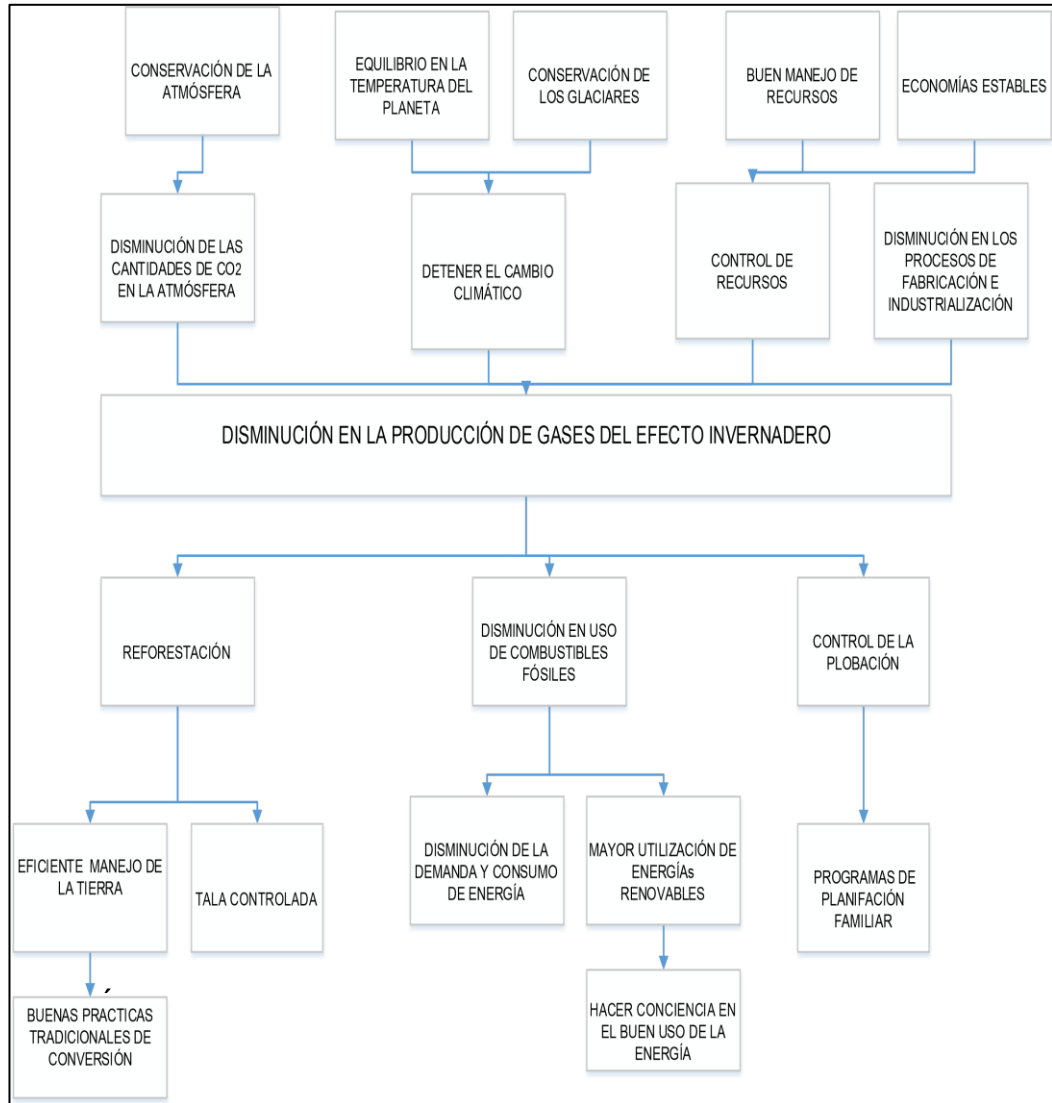 CONSERVACIÓN DE LA
ATMÓSFERA
EQUILIBRIO EN LA
TEMPERATURA DEL
PLANETA
CONSERVACIÓN DE
LOS GLACIARES
BUEN MANEJO DE
RECURSOS
ECONOMÍAS ESTABLES
DISMINUCIÓN DE LAS
CANTIDADES DE CO2
EN LA ATMÓSFERA
DETENER EL CAMBIO
CLIMÁTICO
CONTROL DE
RECURSOS
DISMINUCIÓN EN LOS
PROCESOS DE
FABRICACIÓN E
INDUSTRIALIZACIÓN
DISMINUCIÓN EN LA PRODUCCIÓN DE GASES DEL EFECTO INVERNADERO
REFORESTACIÓN
DISMINUCIÓN EN USO
DE COMBUSTIBLES
FÓSILES
CONTROL DE LA
PLOBACIÓN
EFICIENTE MANEJO DE
LA TIERRA
TALA CONTROLADA
DISMINUCIÓN DE LA
DEMANDA Y CONSUMO
DE ENERGÍA
MAYOR UTILIZACIÓN DE
ENERGÍAs
RENOVABLES
PROGRAMAS DE
PLANIFACIÓN
FAMILIAR
BUENAS PRACTICAS
TRADICIONALES DE
CONVERSIÓN
HACER CONCIENCIA EN
EL BUEN USO DE LA
ENERGÍA